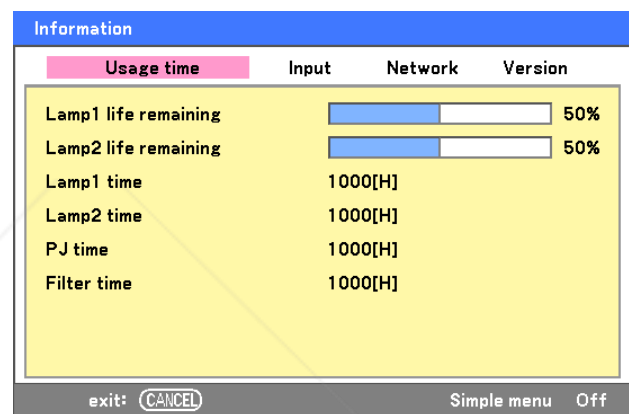 Information
Usage time Input Network Version
Lamp1 life remaining 50%
Lamp2 life remaining 50%
Lamp1 time 1000[H]
Lamp2 time 1000[H]
PJ time 1000[H]
Filter time 1000[H]
exit: CANCEL Simple menu Off